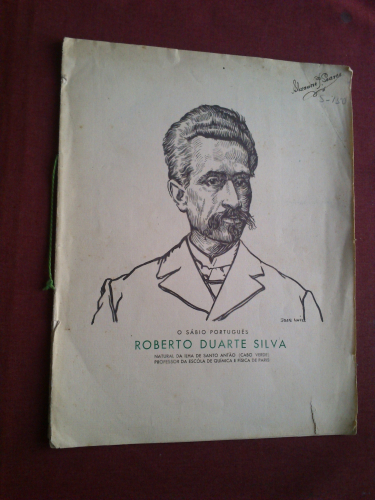 O SÁBIO PORTUGUÊS
ROBERTO DUARTE SILVA
NATURAL DA ILHA DE SANTO ANTÃO (CABO VERDE)
PROFESSOR DA ESCOLA DE QUÍMICA E FÍSICA DE PARIS